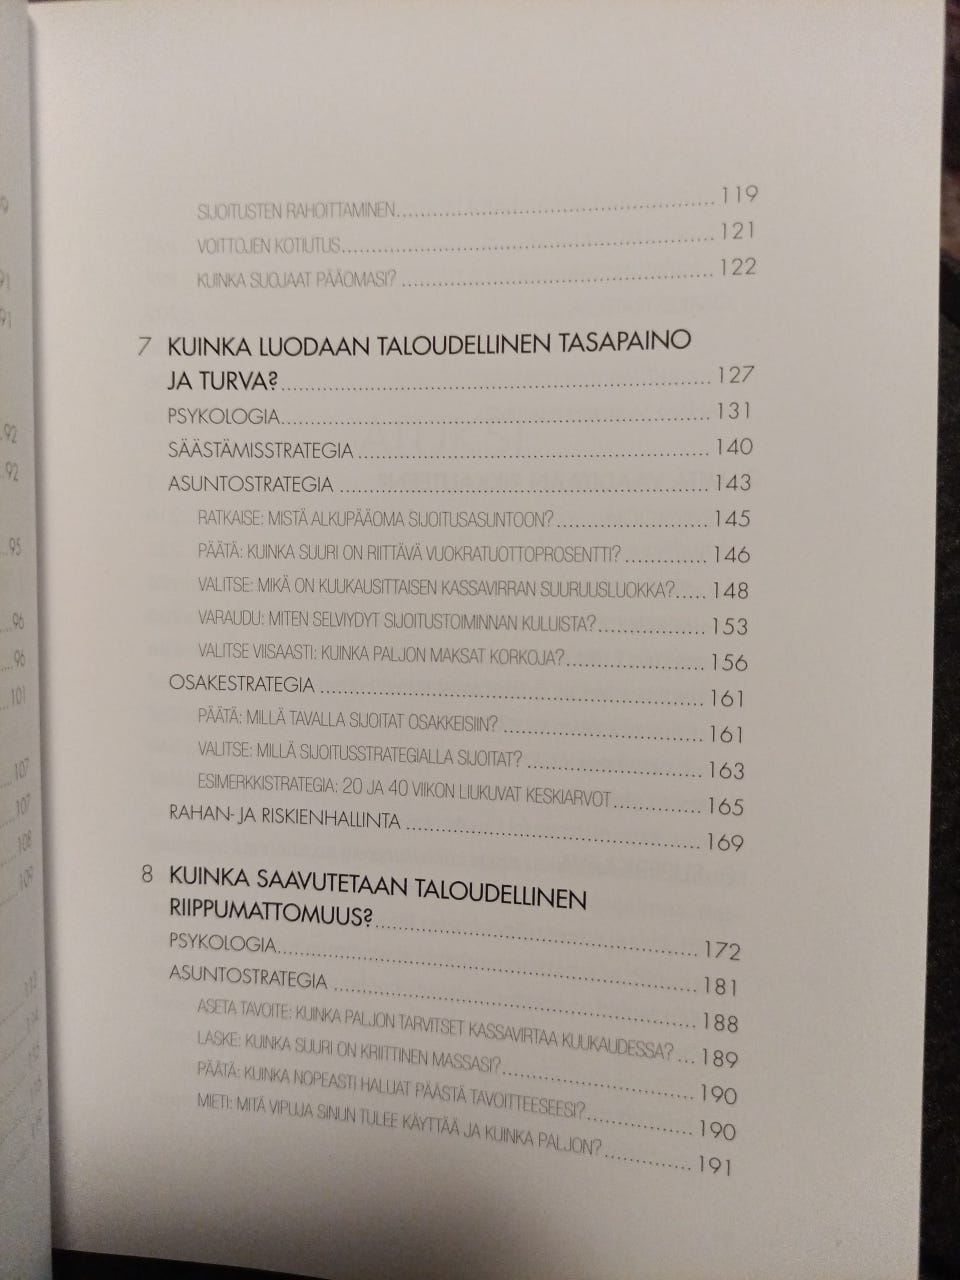 SIJOITUSTEN RAHOITTAMINEN 119
VOITTOJEN KOTIUTUS 121
KUINKA SUOJAAT PÄÄOMASI? 122
7 KUINKA LUODAAN TALOUDELLINEN TASAPAINO
JA TURVA? 127
PSYKOLOGIA 131
SÄÄSTÄMISSTRATEGIA 140
ASUNTOSTRATEGIA 143
RATKAISE: MISTÄ ALKUPÄÄOMA SIJOITUSASUNTOON? 145
PÄÄTÄ: KUINKA SUURI ON RIITTÄVÄ VUOKRATUOTTOPROSENTTI? 146
VALITSE: MIKÄ ON KUUKAUSITTAISEN KASSAVIRRAN SUURUUSLUOKKA? 148
VARAUDU: MITEN SELVIYDYT SIJOITUSTOIMINNAN KULUISTA? 153
VALITSE VIISAASTI: KUINKA PALJON MAKSAT KORKOJA? 156
OSAKESTRATEGIA 161
PÄÄTÄ: MILLÄ TAVALLA SIJOITAT OSAKKEISIIN? 161
VALITSE: MILLÄ SIJOITUSSTRATEGIALLA SIJOITAT? 163
ESIMERKKISTRATEGIA: 20 JA 40 VIIKON LIUKUVAT KESKIARVOT 165
RAHAN- JA RISKIENHALLINTA 169
8 KUINKA SAAVUTETAAN TALOUDELLINEN
RIIPPUMATTOMUUS? 172
PSYKOLOGIA 181
ASUNTOSTRATEGIA 188
ASETA TAVOITE: KUINKA PALJON TARVITSET KASSAVIRTAA KUUKAUDESSA? 189
LASKE: KUINKA SUURI ON KRIITTINEN MASSASI? 190
PÄÄTÄ: KUINKA NOPEASTI HALUAT PÄÄSTÄ TAVOITTEESEESI? 190
MIETI: MITÄ VIPUJA SINUN TULEE KÄYTTÄÄ JA KUINKA PALJON? 191